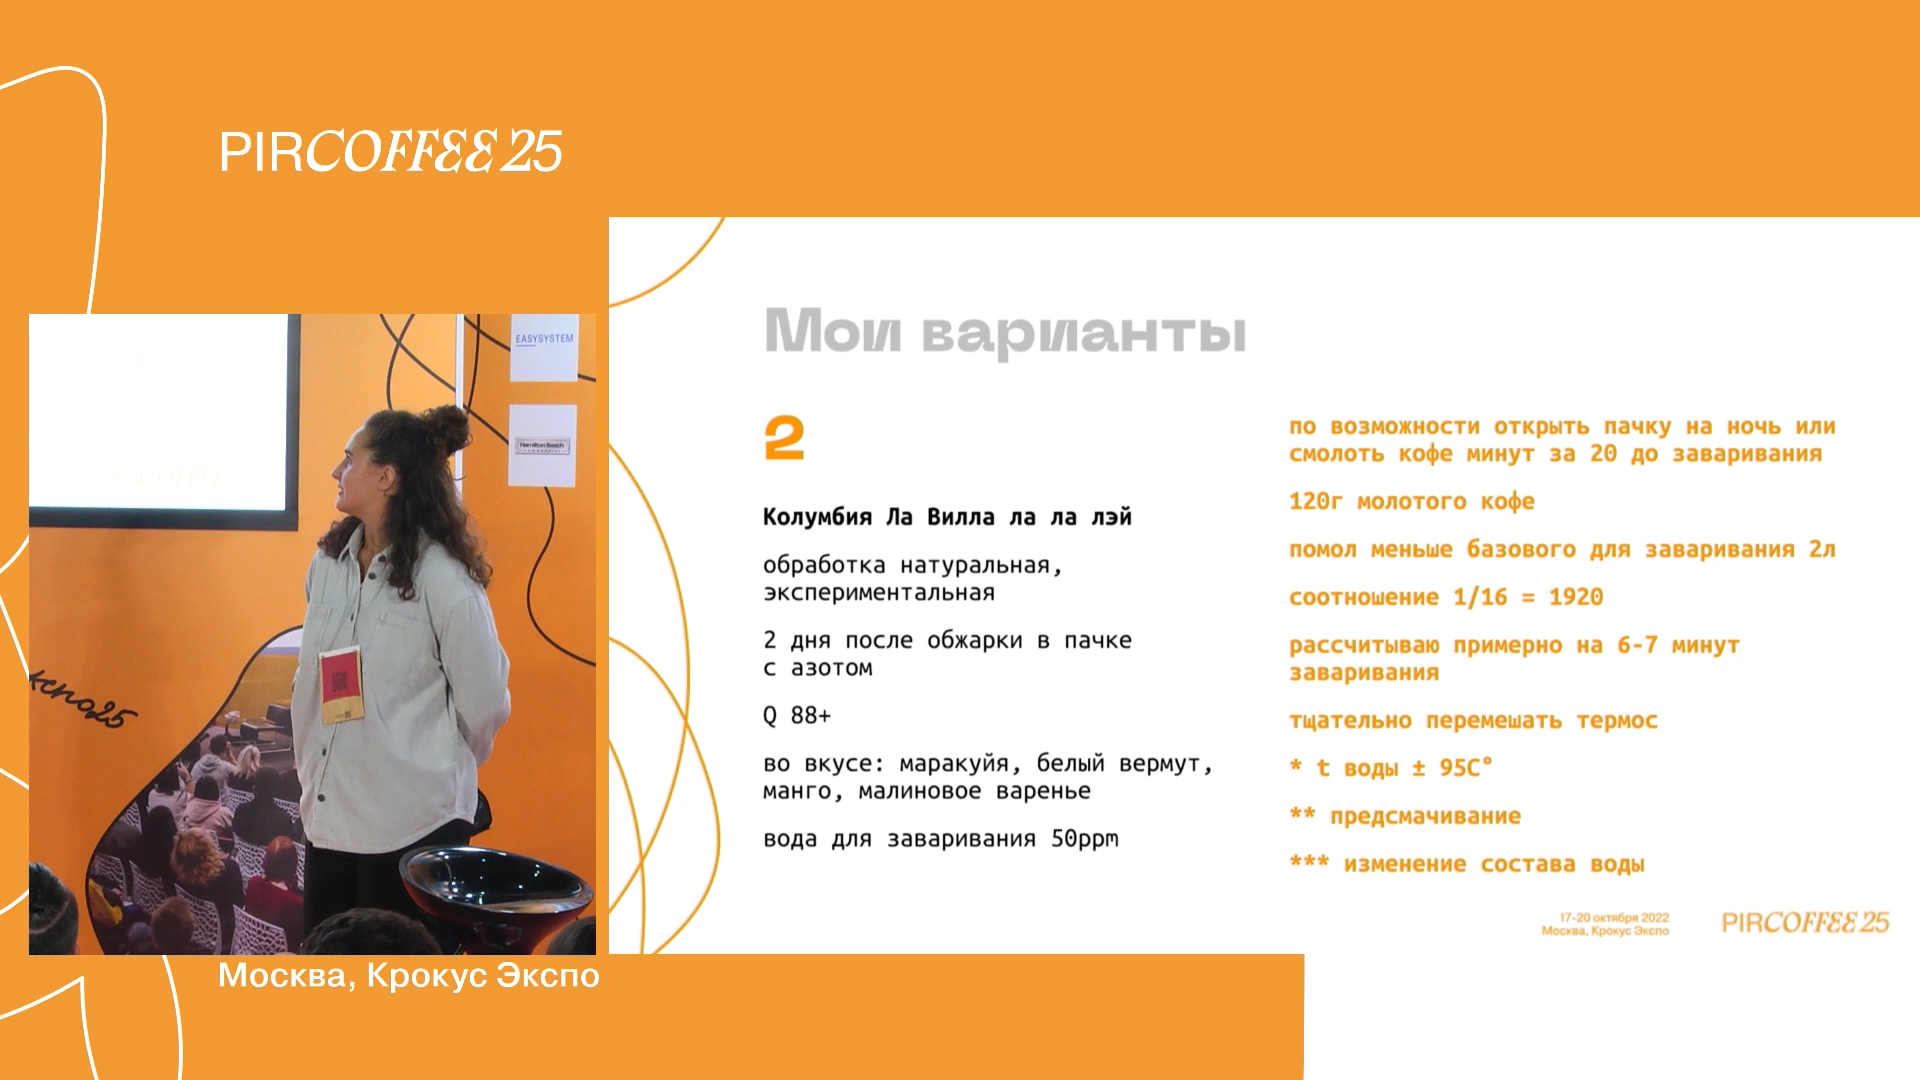 PIRCOFFEE 25
EASYSYSTEM
Hamilton Beach
экспо25
Мои варианты
2
Колумбия Ла Вилла ла ла лэй
обработка натуральная,
экспериментальная
2 дня после обжарки в пачке
с азотом
Q 88+
во вкусе: маракуйя, белый вермут,
манго, малиновое варенье
вода для заваривания 50ppm
по возможности открыть пачку на ночь или
смолоть кофе минут за 20 до заваривания
120г молотого кофе
помол меньше базового для заваривания 2л
соотношение 1/16 = 1920
рассчитываю примерно на 6-7 минут
заваривания
тщательно перемешать термос
* t воды ± 95С°
** предсмачивание
*** изменение состава воды
17-20 октября 2022
Москва, Крокус Экспо
PIRCOFFEE 25
Москва, Крокус Экспо